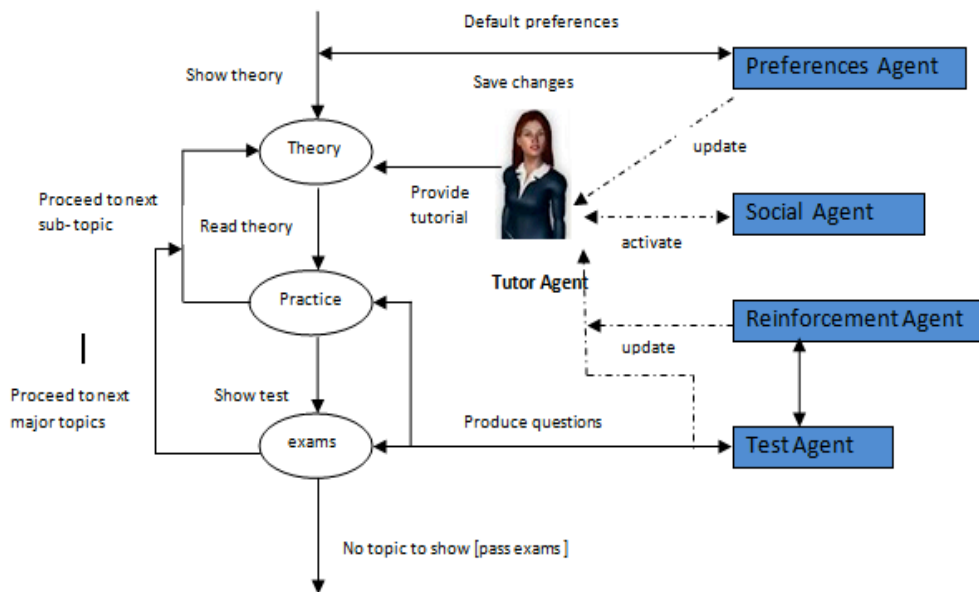 Default preferences
Preferences Agent
Show theory
Save changes
Theory
update
Proceed to next
sub- topic
Provide
tutorial
Social Agent
Read theory
activate
Tutor Agent
Practice
Reinforcement Agent
update
Proceed to next
major topics
Show test
Produce questions
exams
Test Agent
No topic to show [pass exams]